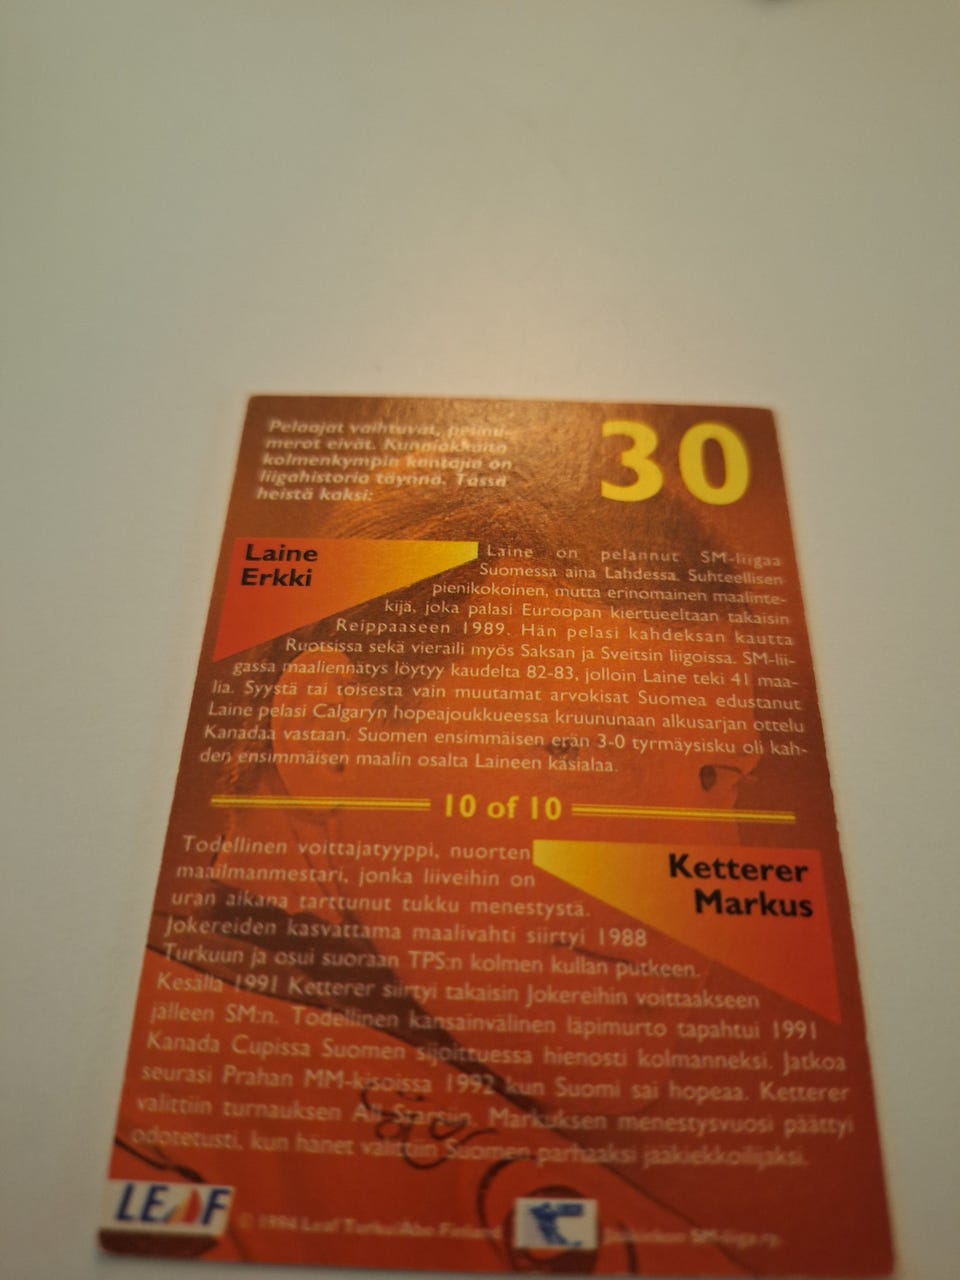 Pelaajat vaihtuvat, pelinu-
merot eivät. Kunniakkaita
kolmenkympin kantajia on
liigahistoria täynnä. Tässä
heistä kaksi:
30
Laine
Erkki
Laine on pelannut SM-liigaa
Suomessa aina Lahdessa. Suhteellisen
pienikokoinen, mutta erinomainen maalinte-
kijä, joka palasi Euroopan kiertueeltaan takaisin
Reippaaseen 1989. Hän pelasi kahdeksan kautta
Ruotsissa sekä vieraili myös Saksan ja Sveitsin liigoissa. SM-lii-
gassa maaliennätys löytyy kaudelta 82-83, jolloin Laine teki 41 maa-
lia. Syystä tai toisesta vain muutamat arvokisat Suomea edustanut
Laine pelasi Calgaryn hopeajoukkueessa kruununaan alkusarjan ottelu
Kanadaa vastaan. Suomen ensimmäisen erän 3-0 tyrmäysisku oli kah-
den ensimmäisen maalin osalta Laineen käsialaa.
10 of 10
Ketterer
Markus
Todellinen voittajatyyppi, nuorten
maailmanmestari, jonka liiveihin on
uran aikana tarttunut tukku menestystä.
Jokereiden kasvattama maalivahti siirtyi 1988
Turkuun ja osui suoraan TPS:n kolmen kullan putkeen.
Kesällä 1991 Ketterer siirtyi takaisin Jokereihin voittaakseen
jälleen SM:n. Todellinen kansainvälinen läpimurto tapahtui 1991
Kanada Cupissa Suomen sijoittuessa hienosti kolmanneksi. Jatkoa
seurasi Prahan MM-kisoissa 1992 kun Suomi sai hopeaa. Ketterer
valittiin turnauksen All Starsiin. Markuksen menestysvuosi päättyi
odotetusti, kun hänet valittiin Suomen parhaaksi jääkiekkoilijaksi.
LEAF
© 1994 Leaf Turku/Åbo Finland
Jääkiekon SM-liiga ry.